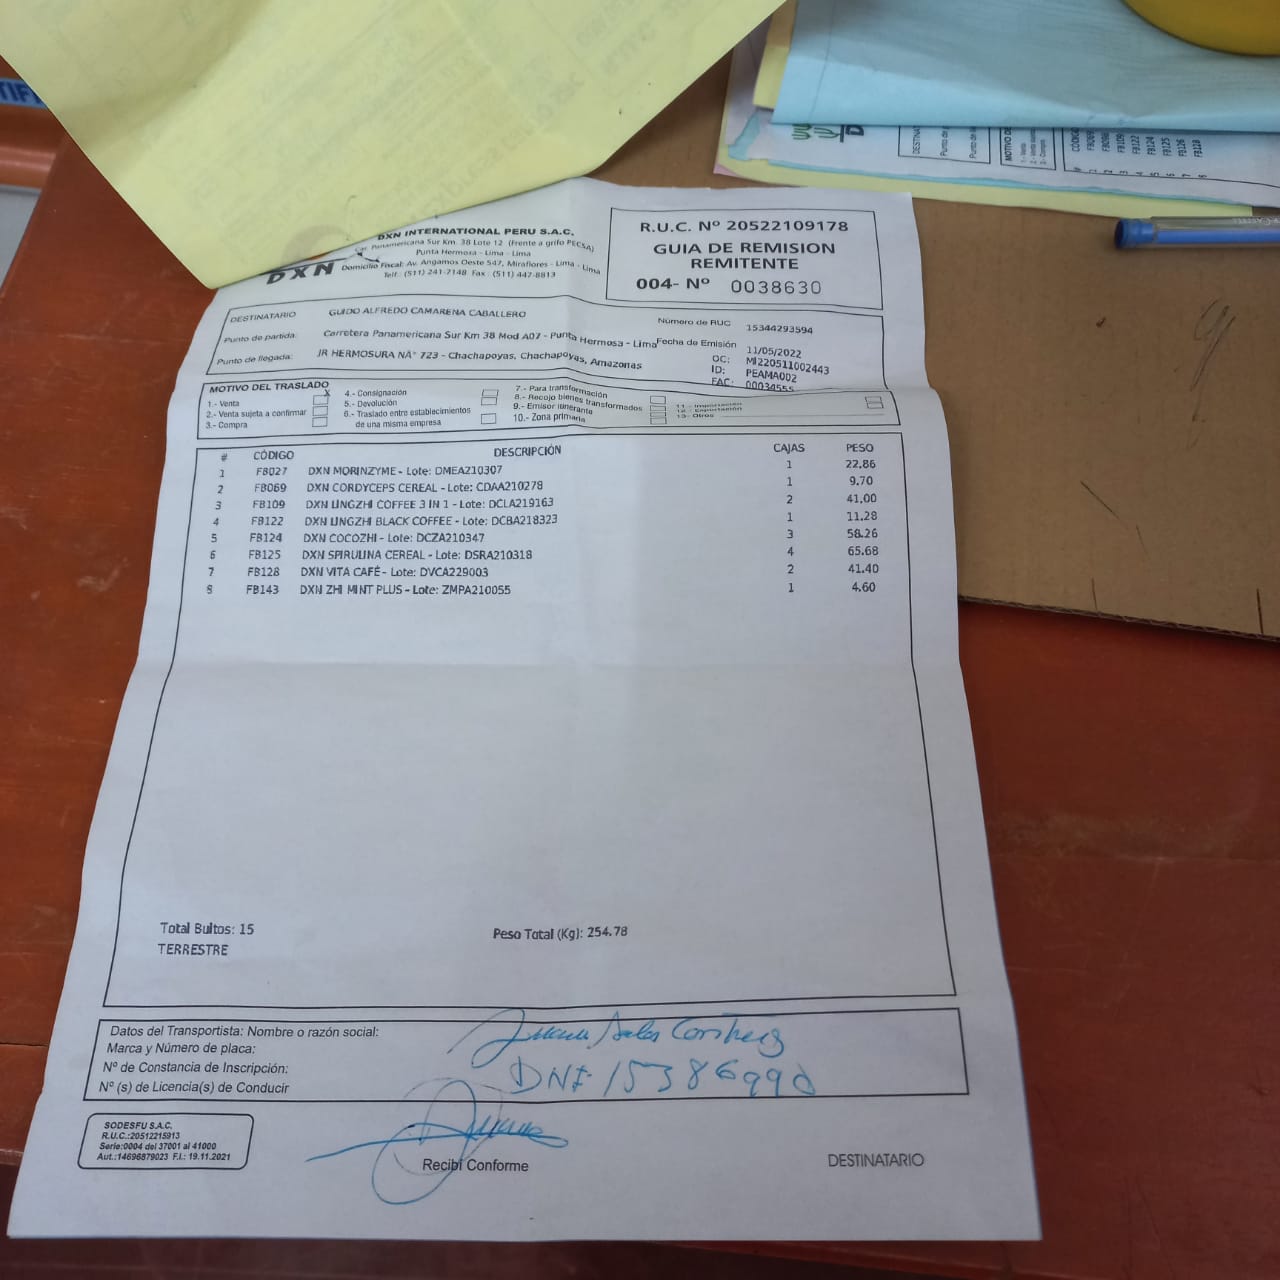 DXN
DXN INTERNATIONAL PERU S.A.C.
Car. Panamericana Sur Km. 38 Lote 12 (Frente a grifo PECSA)
Punta Hermosa - Lima - Lima
Domicilio Fiscal: Av. Angamos Oeste 547, Miraflores - Lima - Lima
Telf.: (511) 241-7148 Fax : (511) 447-8813
R.U.C. Nº 20522109178
GUIA DE REMISION
REMITENTE
004- Nº 0038630
DESTINATARIO GUIDO ALFREDO CAMARENA CABALLERO Número de RUC 15344293594
Punto de partida: Carretera Panamericana Sur Km 38 Mod A07 - Punta Hermosa - Lima Fecha de Emisión 11/05/2022
Punto de llegada: JR HERMOSURA NÂ° 723 - Chachapoyas, Chachapoyas, Amazonas
OC: MI220511002443
ID: PEAMA002
FAC: 00034555
MOTIVO DEL TRASLADO
1.- Venta X
2.- Venta sujeta a confirmar
3.- Compra
4.- Consignación
5.- Devolución
6.- Traslado entre establecimientos
de una misma empresa
7.- Para transformación
8.- Recojo bienes transformados
9.- Emisor itinerante
10.- Zona primaria
11.- Importación
12.- Exportación
13.- Otros
# CÓDIGO DESCRIPCIÓN CAJAS PESO
1 FB027 DXN MORINZYME - Lote: DMEA210307 1 22.86
2 FB069 DXN CORDYCEPS CEREAL - Lote: CDAA210278 1 9.70
3 FB109 DXN LINGZHI COFFEE 3 IN 1 - Lote: DCLA219163 2 41.00
4 FB122 DXN LINGZHI BLACK COFFEE - Lote: DCBA218323 1 11.28
5 FB124 DXN COCOZHI - Lote: DCZA210347 3 58.26
6 FB125 DXN SPIRULINA CEREAL - Lote: DSRA210318 4 65.68
7 FB128 DXN VITA CAFÉ - Lote: DVCA229003 2 41.40
8 FB143 DXN ZHI MINT PLUS - Lote: ZMPA210055 1 4.60
Total Bultos: 15 Peso Total (Kg): 254.78
TERRESTRE
Datos del Transportista: Nombre o razón social:
Marca y Número de placa:
Nº de Constancia de Inscripción:
Nº (s) de Licencia(s) de Conducir
SODESFU S.A.C.
R.U.C.:20512215913
Serie:0004 del 37001 al 41000
Aut.:14696879023 F.I.: 19.11.2021
Recibí Conforme
DESTINATARIO